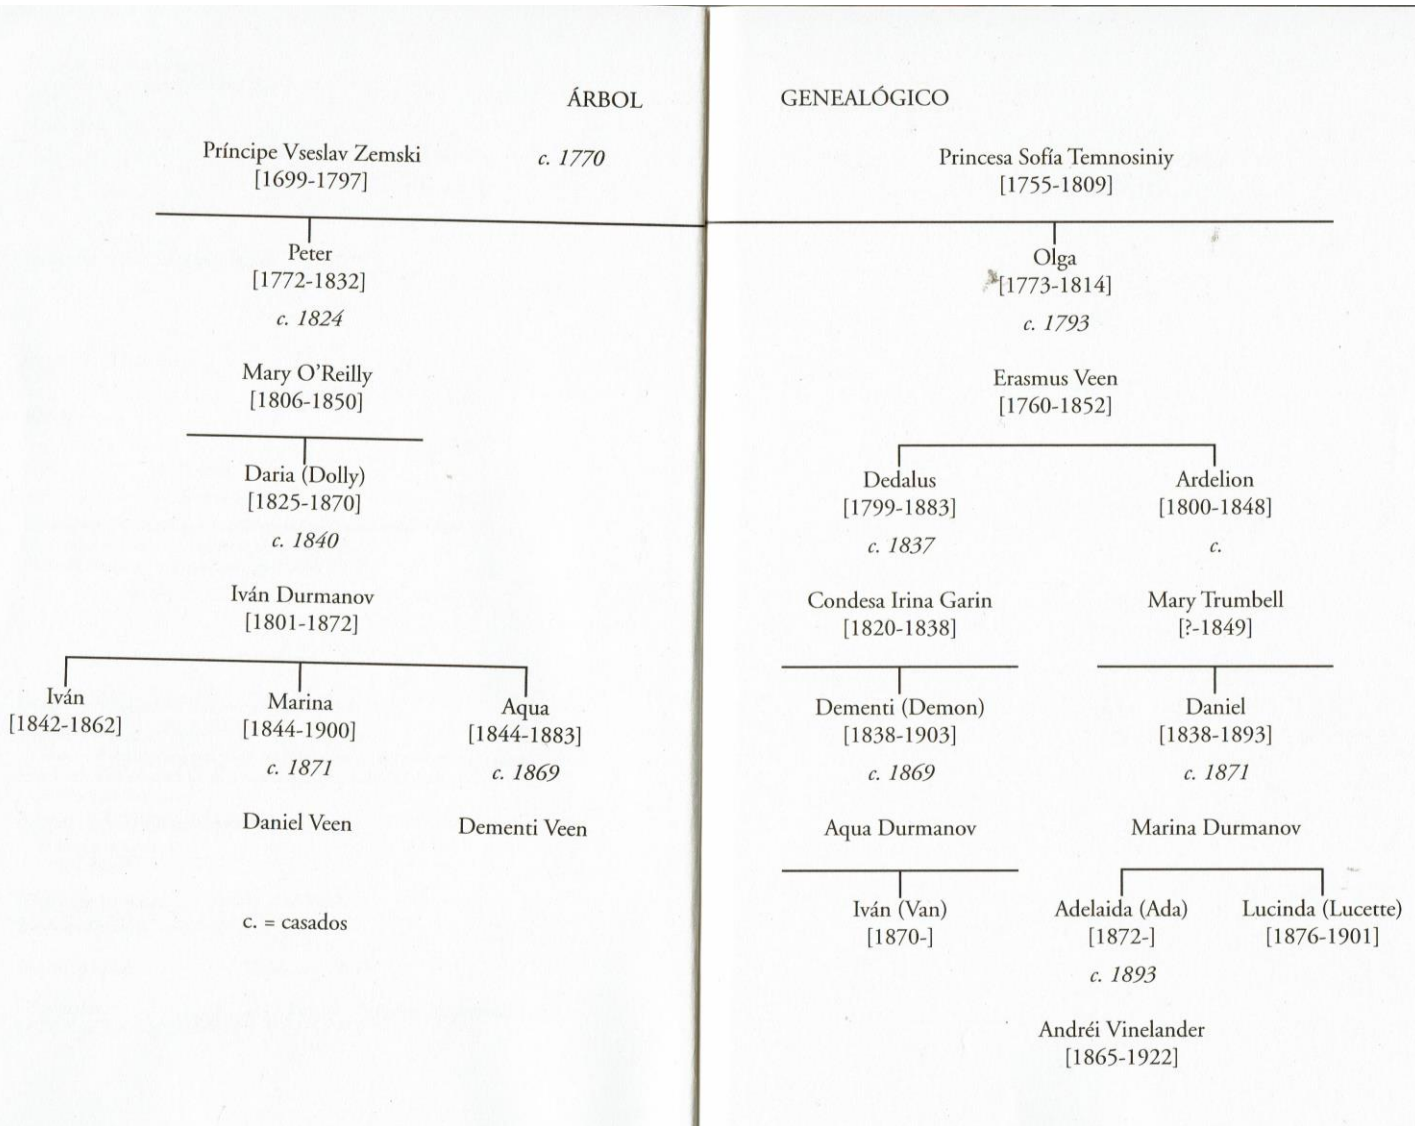 ÁRBOL GENEALÓGICO
Príncipe Vseslav Zemski
[1699-1797]
c. 1770
Princesa Sofía Temnosiniy
[1755-1809]
Peter
[1772-1832]
c. 1824
Mary O’Reilly
[1806-1850]
Daria (Dolly)
[1825-1870]
c. 1840
Iván Durmanov
[1801-1872]
Iván
[1842-1862]
Marina
[1844-1900]
c. 1871
Daniel Veen
Aqua
[1844-1883]
c. 1869
Dementi Veen
c. = casados
Olga
[1773-1814]
c. 1793
Erasmus Veen
[1760-1852]
Dedalus
[1799-1883]
c. 1837
Condesa Irina Garin
[1820-1838]
Dementi (Demon)
[1838-1903]
c. 1869
Aqua Durmanov
Iván (Van)
[1870-]
Ardelion
[1800-1848]
c.
Mary Trumbell
[?-1849]
Daniel
[1838-1893]
c. 1871
Marina Durmanov
Adelaida (Ada)
[1872-]
c. 1893
Andréi Vinelander
[1865-1922]
Lucinda (Lucette)
[1876-1901]